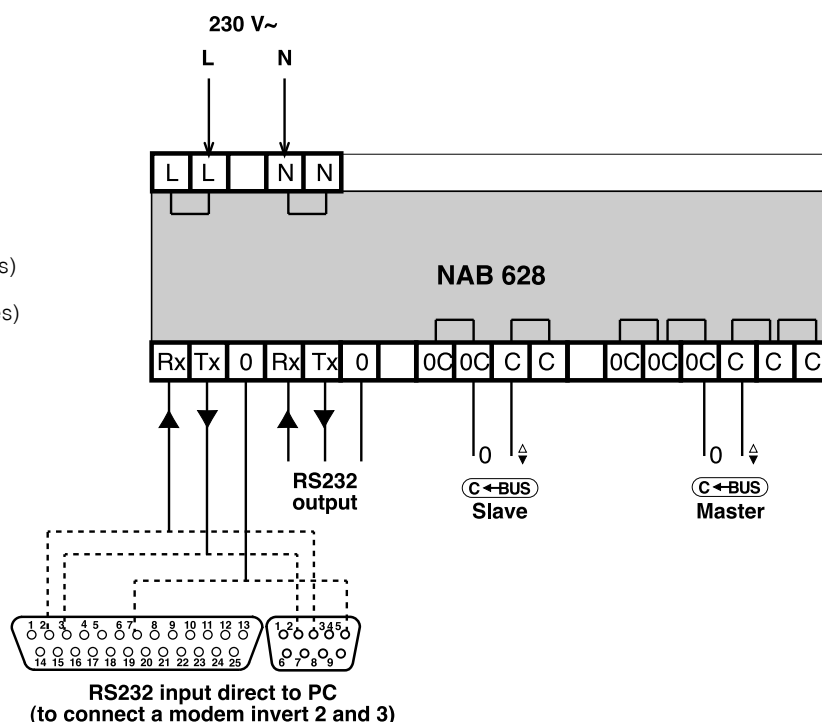 230 V~
L N
L L N N
s)
NAB 628
es)
Rx Tx 0 Rx Tx 0 0C 0C C C 0C 0C 0C C C C
0 0
RS232
output
C BUS C BUS
Slave Master
1 2 3 4 5 6 7 8 9 10 11 12 13 1 2 3 4 5
14 15 16 17 18 19 20 21 22 23 24 25 6 7 8 9
RS232 input direct to PC
(to connect a modem invert 2 and 3)